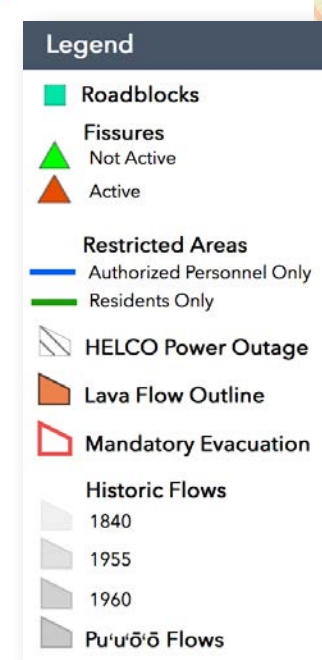 Legend
Roadblocks
Fissures
Not Active
Active
Restricted Areas
Authorized Personnel Only
Residents Only
HELCO Power Outage
Lava Flow Outline
Mandatory Evacuation
Historic Flows
1840
1955
1960
Puʻuʻōʻō Flows